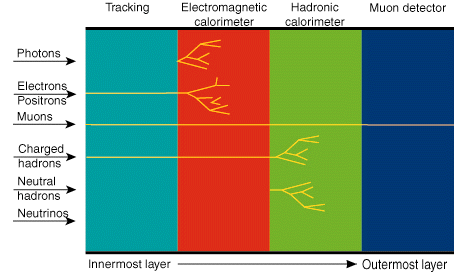 Tracking
Electromagnetic
calorimeter
Hadronic
calorimeter
Muon detector
Photons
Electrons
Positrons
Muons
Charged
hadrons
Neutral
hadrons
Neutrinos
Innermost layer
Outermost layer